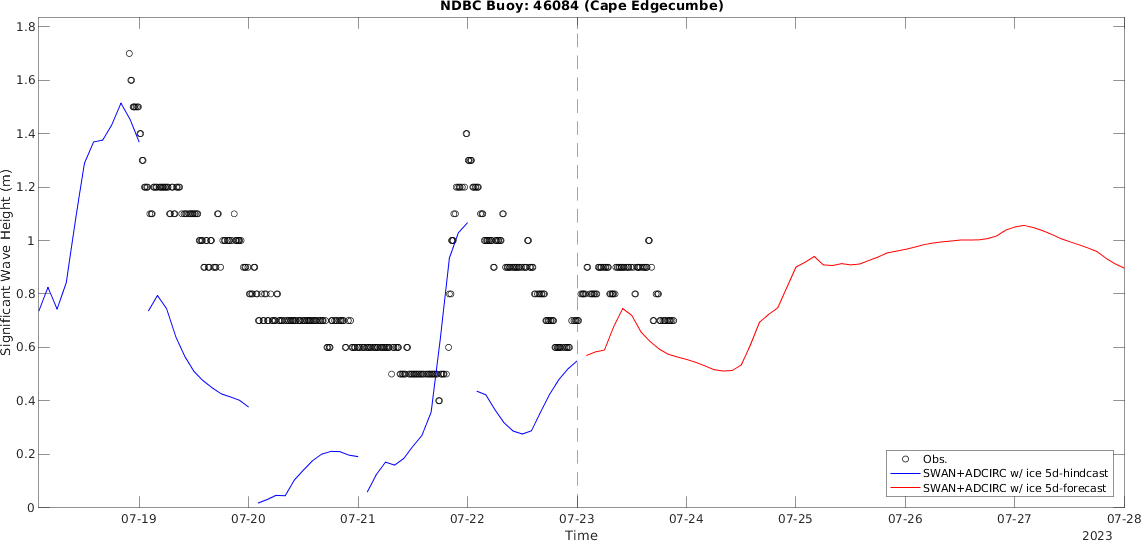 NDBC Buoy: 46084 (Cape Edgecumbe)
Significant Wave Height (m)
1.8
1.6
1.4
1.2
1
0.8
0.6
0.4
0.2
0
Obs.
SWAN+ADCIRC w/ ice 5d-hindcast
SWAN+ADCIRC w/ ice 5d-forecast
07-19 07-20 07-21 07-22 07-23 07-24 07-25 07-26 07-27 07-28
Time
2023